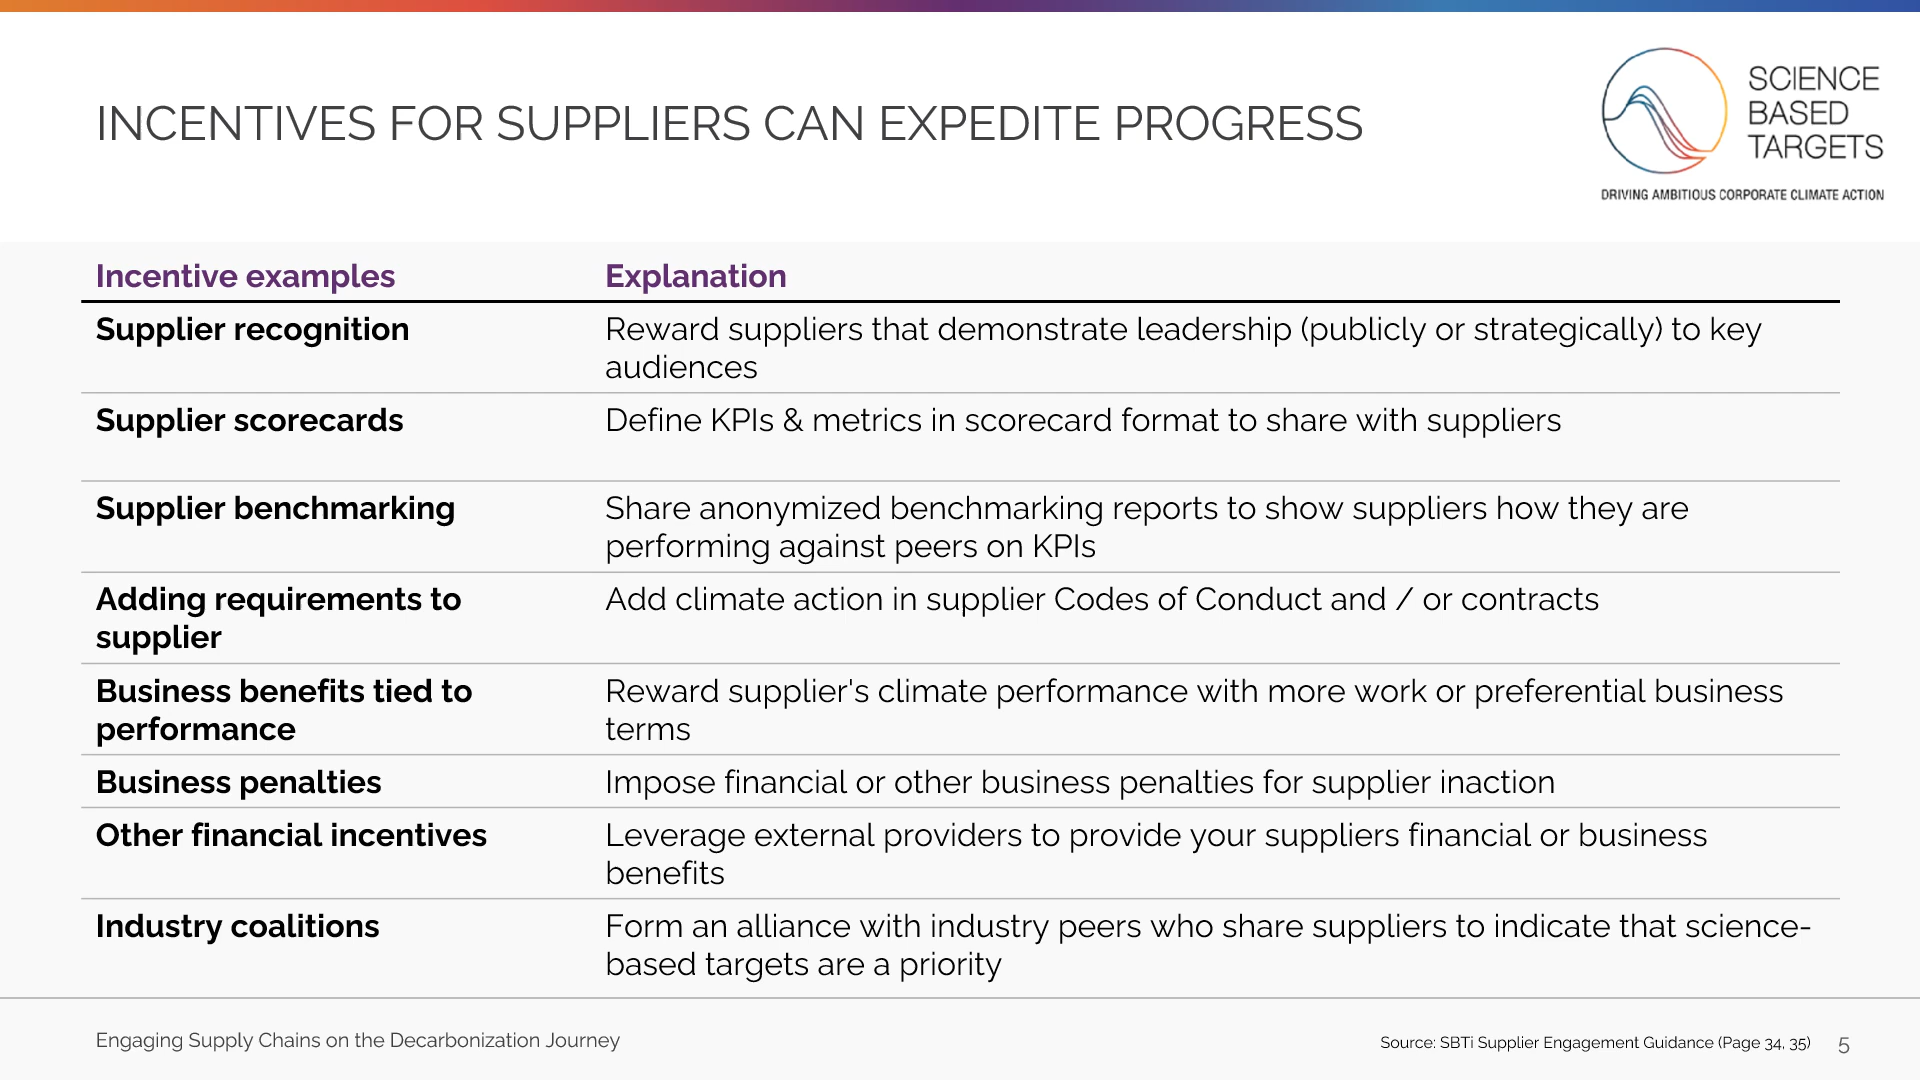 INCENTIVES FOR SUPPLIERS CAN EXPEDITE PROGRESS
SCIENCE
BASED
TARGETS
DRIVING AMBITIOUS CORPORATE CLIMATE ACTION
Incentive examples
Explanation
Supplier recognition
Reward suppliers that demonstrate leadership (publicly or strategically) to key
audiences
Supplier scorecards
Define KPIs & metrics in scorecard format to share with suppliers
Supplier benchmarking
Share anonymized benchmarking reports to show suppliers how they are
performing against peers on KPIs
Adding requirements to
supplier
Add climate action in supplier Codes of Conduct and / or contracts
Business benefits tied to
performance
Reward supplier's climate performance with more work or preferential business
terms
Business penalties
Impose financial or other business penalties for supplier inaction
Other financial incentives
Leverage external providers to provide your suppliers financial or business
benefits
Industry coalitions
Form an alliance with industry peers who share suppliers to indicate that science-
based targets are a priority
Engaging Supply Chains on the Decarbonization Journey
Source: SBTi Supplier Engagement Guidance (Page 34, 35)
5